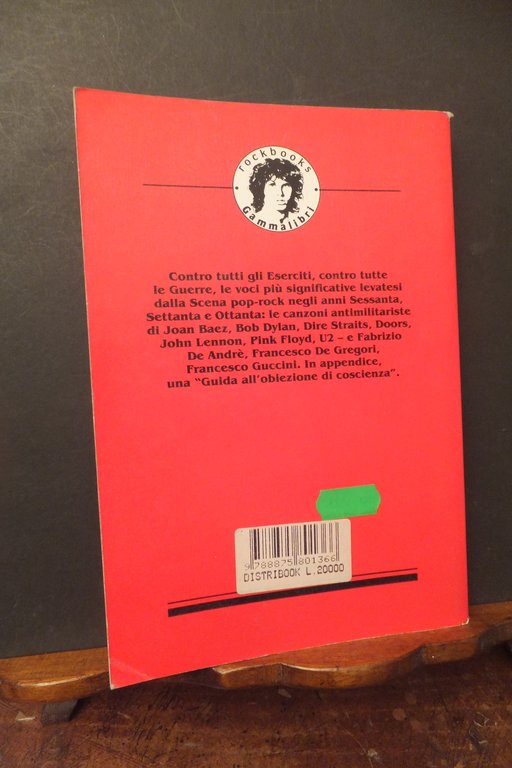 rockbooks
Gammalibri
Contro tutti gli Eserciti, contro tutte
le Guerre, le voci più significative levatesi
dalla Scena pop-rock negli anni Sessanta,
Settanta e Ottanta: le canzoni antimilitariste
di Joan Baez, Bob Dylan, Dire Straits, Doors,
John Lennon, Pink Floyd, U2 – e Fabrizio
De Andrè, Francesco De Gregori,
Francesco Guccini. In appendice,
una “Guida all’obiezione di coscienza”.
9 788875 801366
DISTRIBOOK L.20000